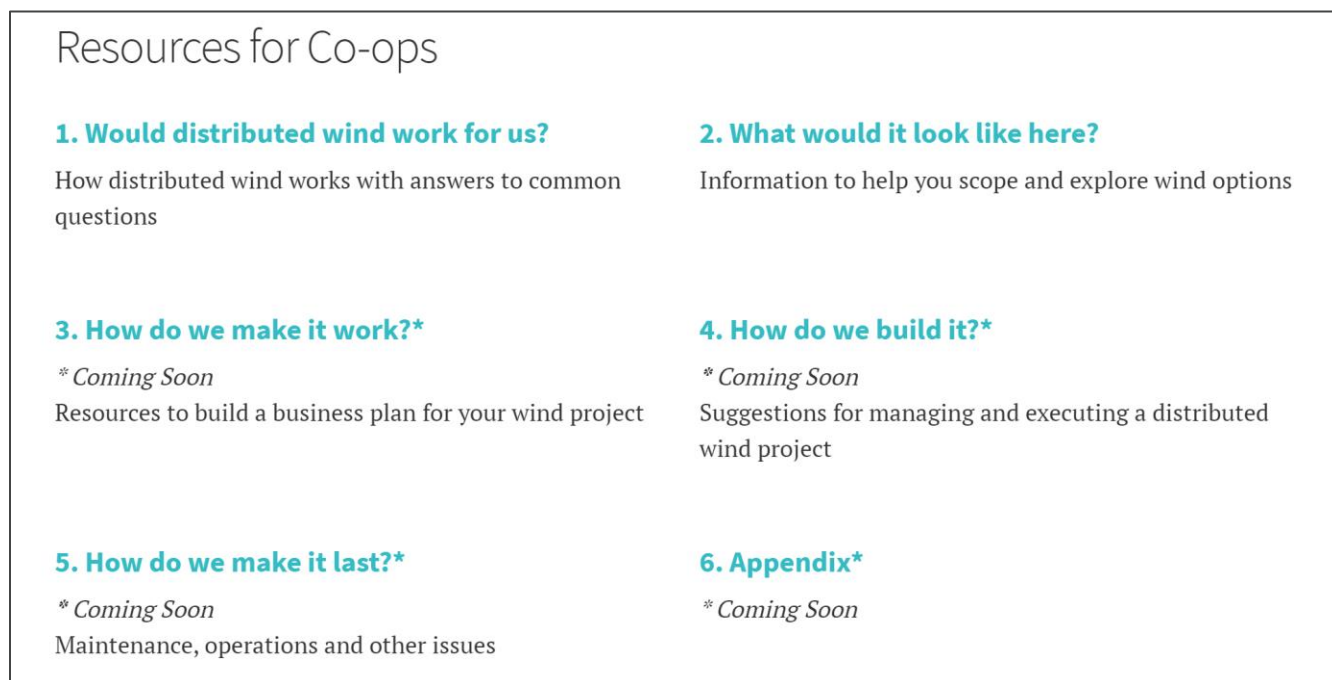 Resources for Co-ops
1. Would distributed wind work for us?
How distributed wind works with answers to common
questions
2. What would it look like here?
Information to help you scope and explore wind options
3. How do we make it work?*
* Coming Soon
Resources to build a business plan for your wind project
4. How do we build it?*
* Coming Soon
Suggestions for managing and executing a distributed
wind project
5. How do we make it last?*
* Coming Soon
Maintenance, operations and other issues
6. Appendix*
* Coming Soon